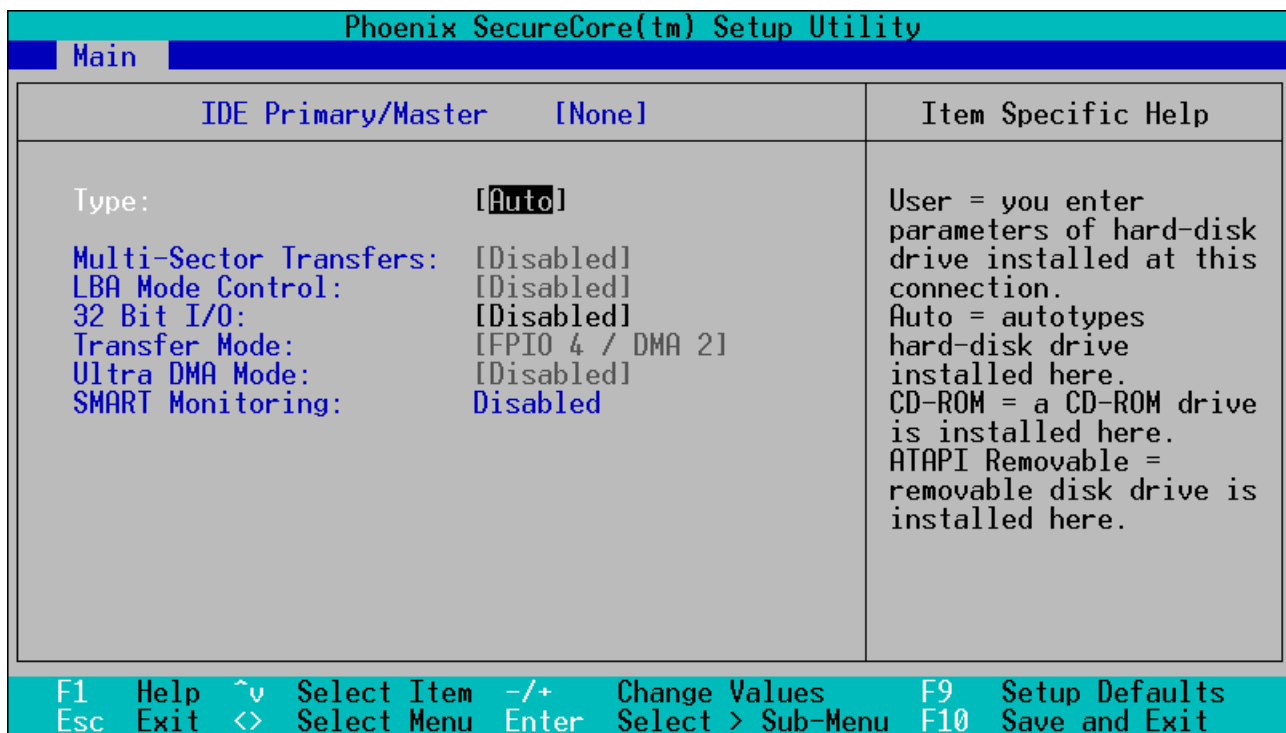 Phoenix SecureCore(tm) Setup Utility
Main
IDE Primary/Master [None]
Item Specific Help
Type: [Auto]
Multi-Sector Transfers: [Disabled]
LBA Mode Control: [Disabled]
32 Bit I/O: [Disabled]
Transfer Mode: [FPIO 4 / DMA 2]
Ultra DMA Mode: [Disabled]
SMART Monitoring: Disabled
User = you enter
parameters of hard-disk
drive installed at this
connection.
Auto = autotypes
hard-disk drive
installed here.
CD-ROM = a CD-ROM drive
is installed here.
ATAPI Removable =
removable disk drive is
installed here.
F1 Help ^v Select Item -/+ Change Values F9 Setup Defaults
Esc Exit <> Select Menu Enter Select > Sub-Menu F10 Save and Exit